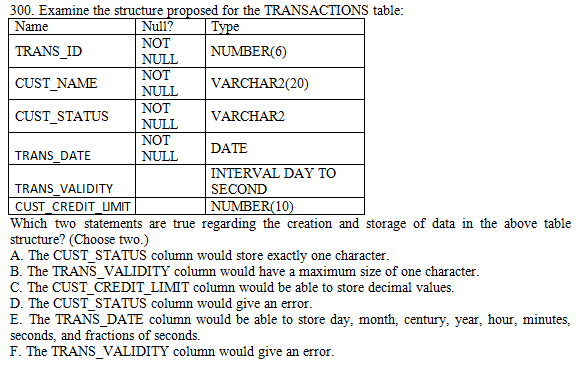 300. Examine the structure proposed for the TRANSACTIONS table:
Name Null? Type
TRANS_ID NOT NULL NUMBER(6)
CUST_NAME NOT NULL VARCHAR2(20)
CUST_STATUS NOT NULL VARCHAR2
TRANS_DATE NOT NULL DATE
TRANS_VALIDITY INTERVAL DAY TO SECOND
CUST_CREDIT_LIMIT NUMBER(10)
Which two statements are true regarding the creation and storage of data in the above table
structure? (Choose two.)
A. The CUST_STATUS column would store exactly one character.
B. The TRANS_VALIDITY column would have a maximum size of one character.
C. The CUST_CREDIT_LIMIT column would be able to store decimal values.
D. The CUST_STATUS column would give an error.
E. The TRANS_DATE column would be able to store day, month, century, year, hour, minutes,
seconds, and fractions of seconds.
F. The TRANS_VALIDITY column would give an error.